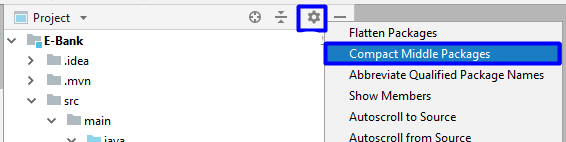 Project
E-Bank
.idea
.mvn
src
main
java
Flatten Packages
Compact Middle Packages
Abbreviate Qualified Package Names
Show Members
Autoscroll to Source
Autoscroll from Source